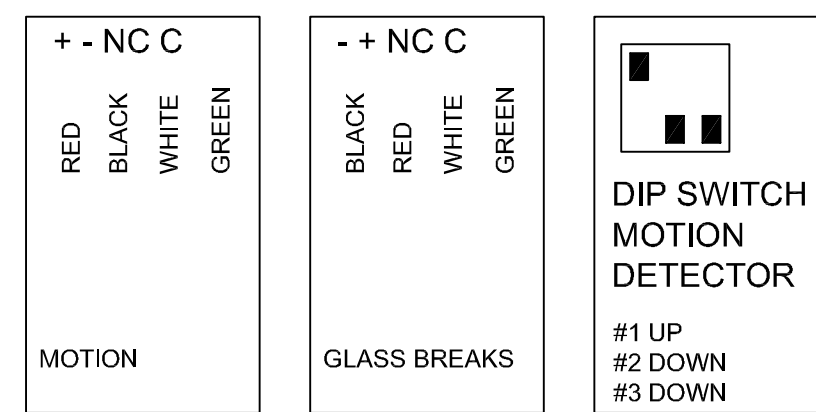 + - NC C
RED
BLACK
WHITE
GREEN
MOTION
- + NC C
BLACK
RED
WHITE
GREEN
GLASS BREAKS
DIP SWITCH
MOTION
DETECTOR
#1 UP
#2 DOWN
#3 DOWN